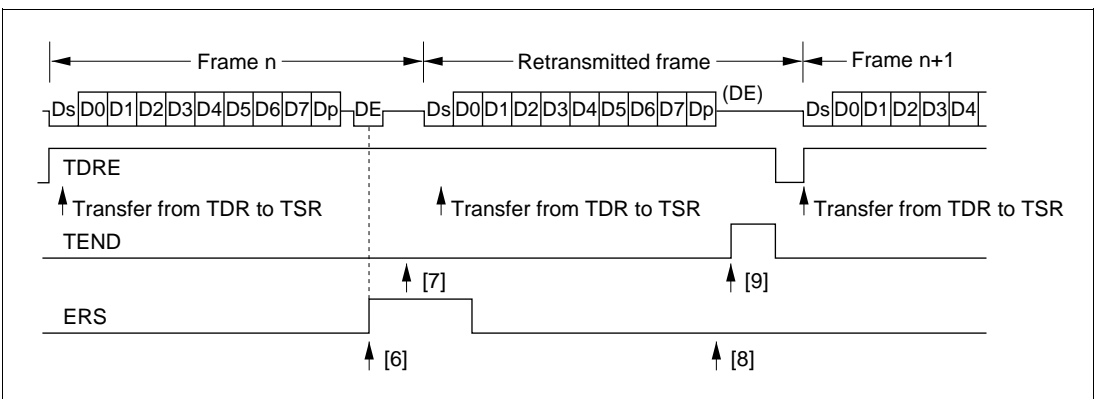 Frame n Retransmitted frame Frame n+1
(DE)
Ds D0 D1 D2 D3 D4 D5 D6 D7 Dp DE Ds D0 D1 D2 D3 D4 D5 D6 D7 Dp Ds D0 D1 D2 D3 D4
TDRE
Transfer from TDR to TSR Transfer from TDR to TSR Transfer from TDR to TSR
TEND
[7] [9]
ERS
[6] [8]